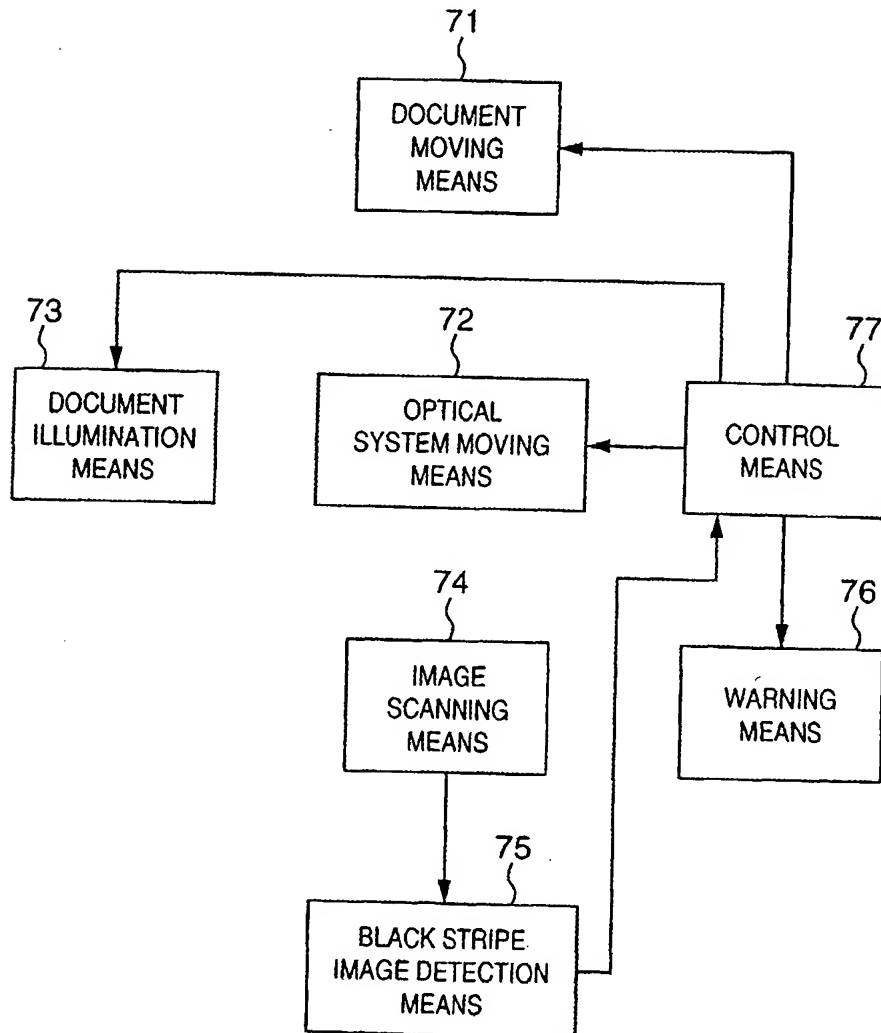 71
DOCUMENT
MOVING
MEANS
73
DOCUMENT
ILLUMINATION
MEANS
72
OPTICAL
SYSTEM MOVING
MEANS
77
CONTROL
MEANS
74
IMAGE
SCANNING
MEANS
76
WARNING
MEANS
75
BLACK STRIPE
IMAGE DETECTION
MEANS